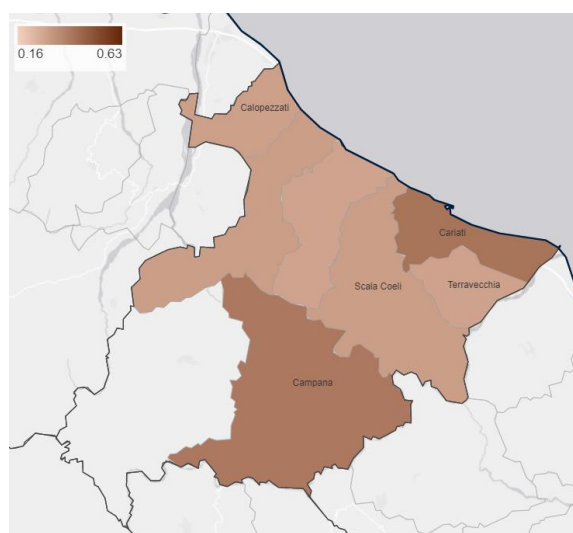 0.16 0.63
Calopezzati
Cariati
Scala Coeli
Terravecchia
Campana